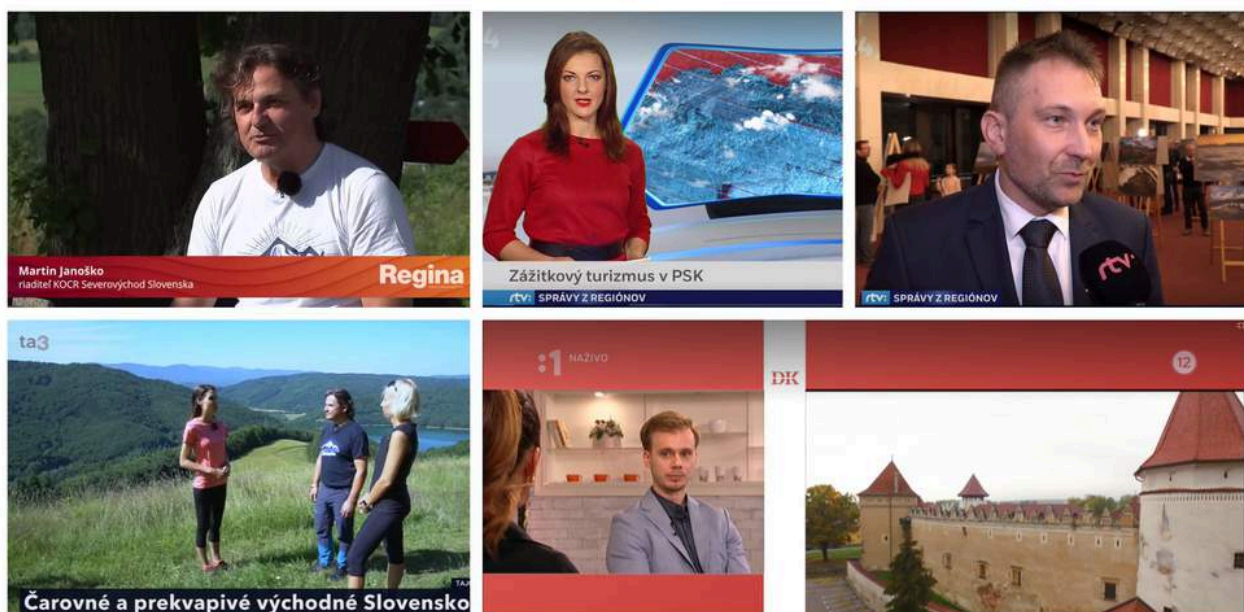 Martin Janoško
riaditeľ KOCR Severovýchod Slovenska
Regina
Zážitkový turizmus v PSK
rtv: SPRÁVY Z REGIÓNOV
rtv:
rtv: SPRÁVY Z REGIÓNOV
ta3
Čarovné a prekvapivé východné Slovensko
:1 NAŽIVO
DK
12